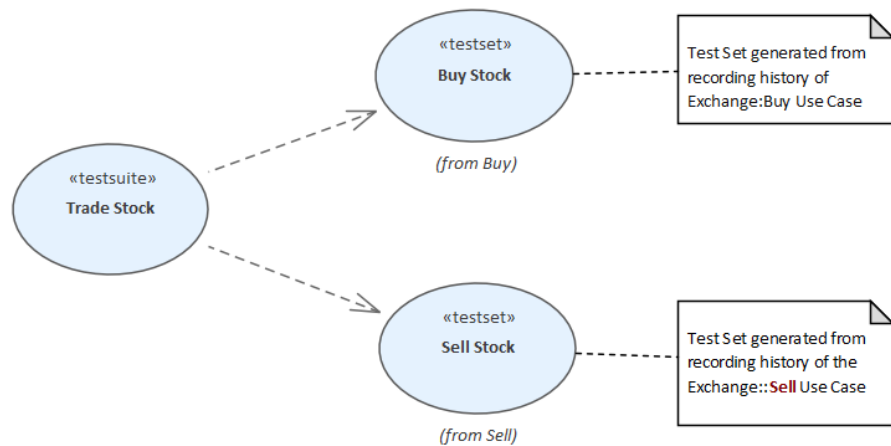 «testset»
Buy Stock
(from Buy)
Test Set generated from
recording history of
Exchange:Buy Use Case
«testsuite»
Trade Stock
«testset»
Sell Stock
(from Sell)
Test Set generated from
recording history of the
Exchange::Sell Use Case